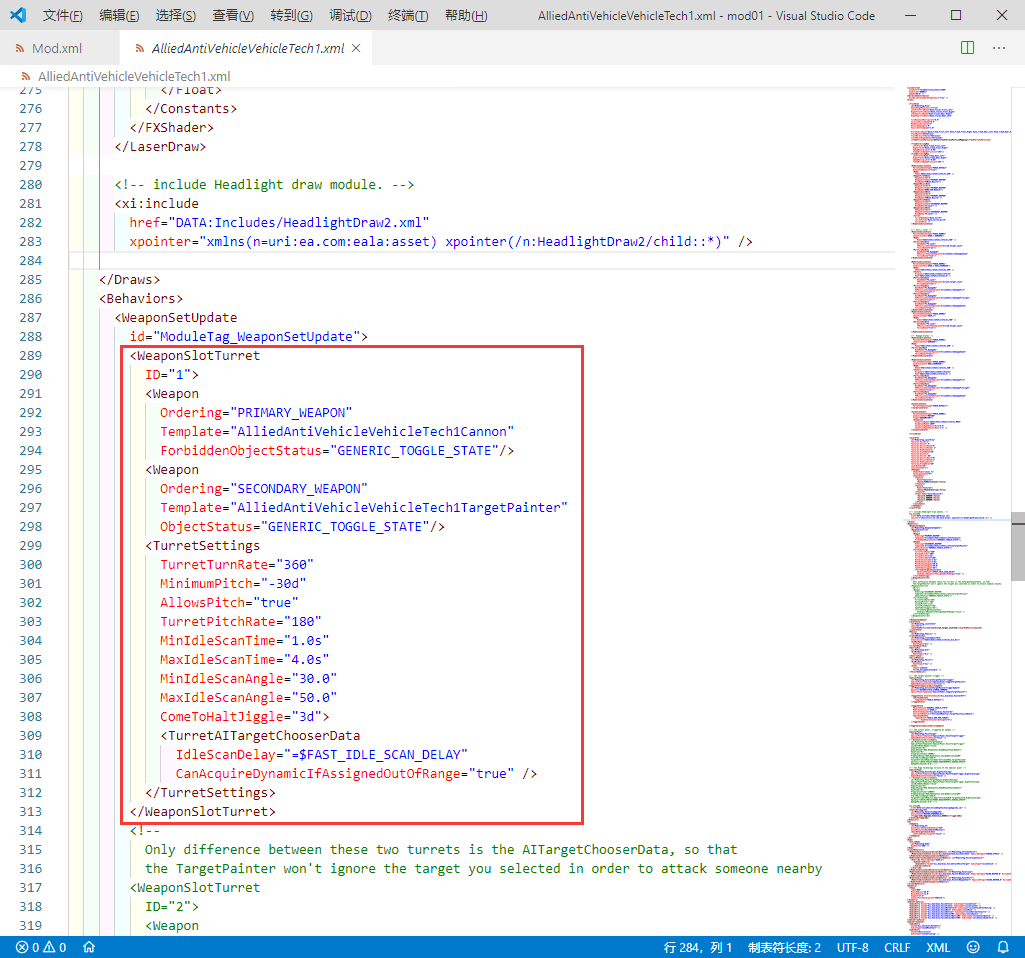 文件(F) 编辑(E) 选择(S) 查看(V) 转到(G) 调试(D) 终端(T) 帮助(H) AlliedAntiVehicleVehicleTech1.xml - mod01 - Visual Studio Code
Mod.xml AlliedAntiVehicleVehicleTech1.xml
AlliedAntiVehicleVehicleTech1.xml
275 </Float>
276 </Constants>
277 </FXShader>
278 </LaserDraw>
279
280 <!-- include Headlight draw module. -->
281 <xi:include
282 href="DATA:Includes/HeadlightDraw2.xml"
283 xpointer="xmlns(n=uri:ea.com:eala:asset) xpointer(/n:HeadlightDraw2/child::*)" />
284
285 </Draws>
286 <Behaviors>
287 <WeaponSetUpdate
288 id="ModuleTag_WeaponSetUpdate">
289 <WeaponSlotTurret
290 ID="1">
291 <Weapon
292 Ordering="PRIMARY_WEAPON"
293 Template="AlliedAntiVehicleVehicleTech1Cannon"
294 ForbiddenObjectStatus="GENERIC_TOGGLE_STATE"/>
295 <Weapon
296 Ordering="SECONDARY_WEAPON"
297 Template="AlliedAntiVehicleVehicleTech1TargetPainter"
298 ObjectStatus="GENERIC_TOGGLE_STATE"/>
299 <TurretSettings
300 TurretTurnRate="360"
301 MinimumPitch="-30d"
302 AllowsPitch="true"
303 TurretPitchRate="180"
304 MinIdleScanTime="1.0s"
305 MaxIdleScanTime="4.0s"
306 MinIdleScanAngle="30.0"
307 MaxIdleScanAngle="50.0"
308 ComeToHaltJiggle="3d">
309 <TurretAITargetChooserData
310 IdleScanDelay="=$FAST_IDLE_SCAN_DELAY"
311 CanAcquireDynamicIfAssignedOutOfRange="true" />
312 </TurretSettings>
313 </WeaponSlotTurret>
314 <!--
315 Only difference between these two turrets is the AITargetChooserData, so that
316 the TargetPainter won't ignore the target you selected in order to attack someone nearby
317 <WeaponSlotTurret
318 ID="2">
319 <Weapon
0 0 行 284，列 1 制表符长度: 2 UTF-8 CRLF XML